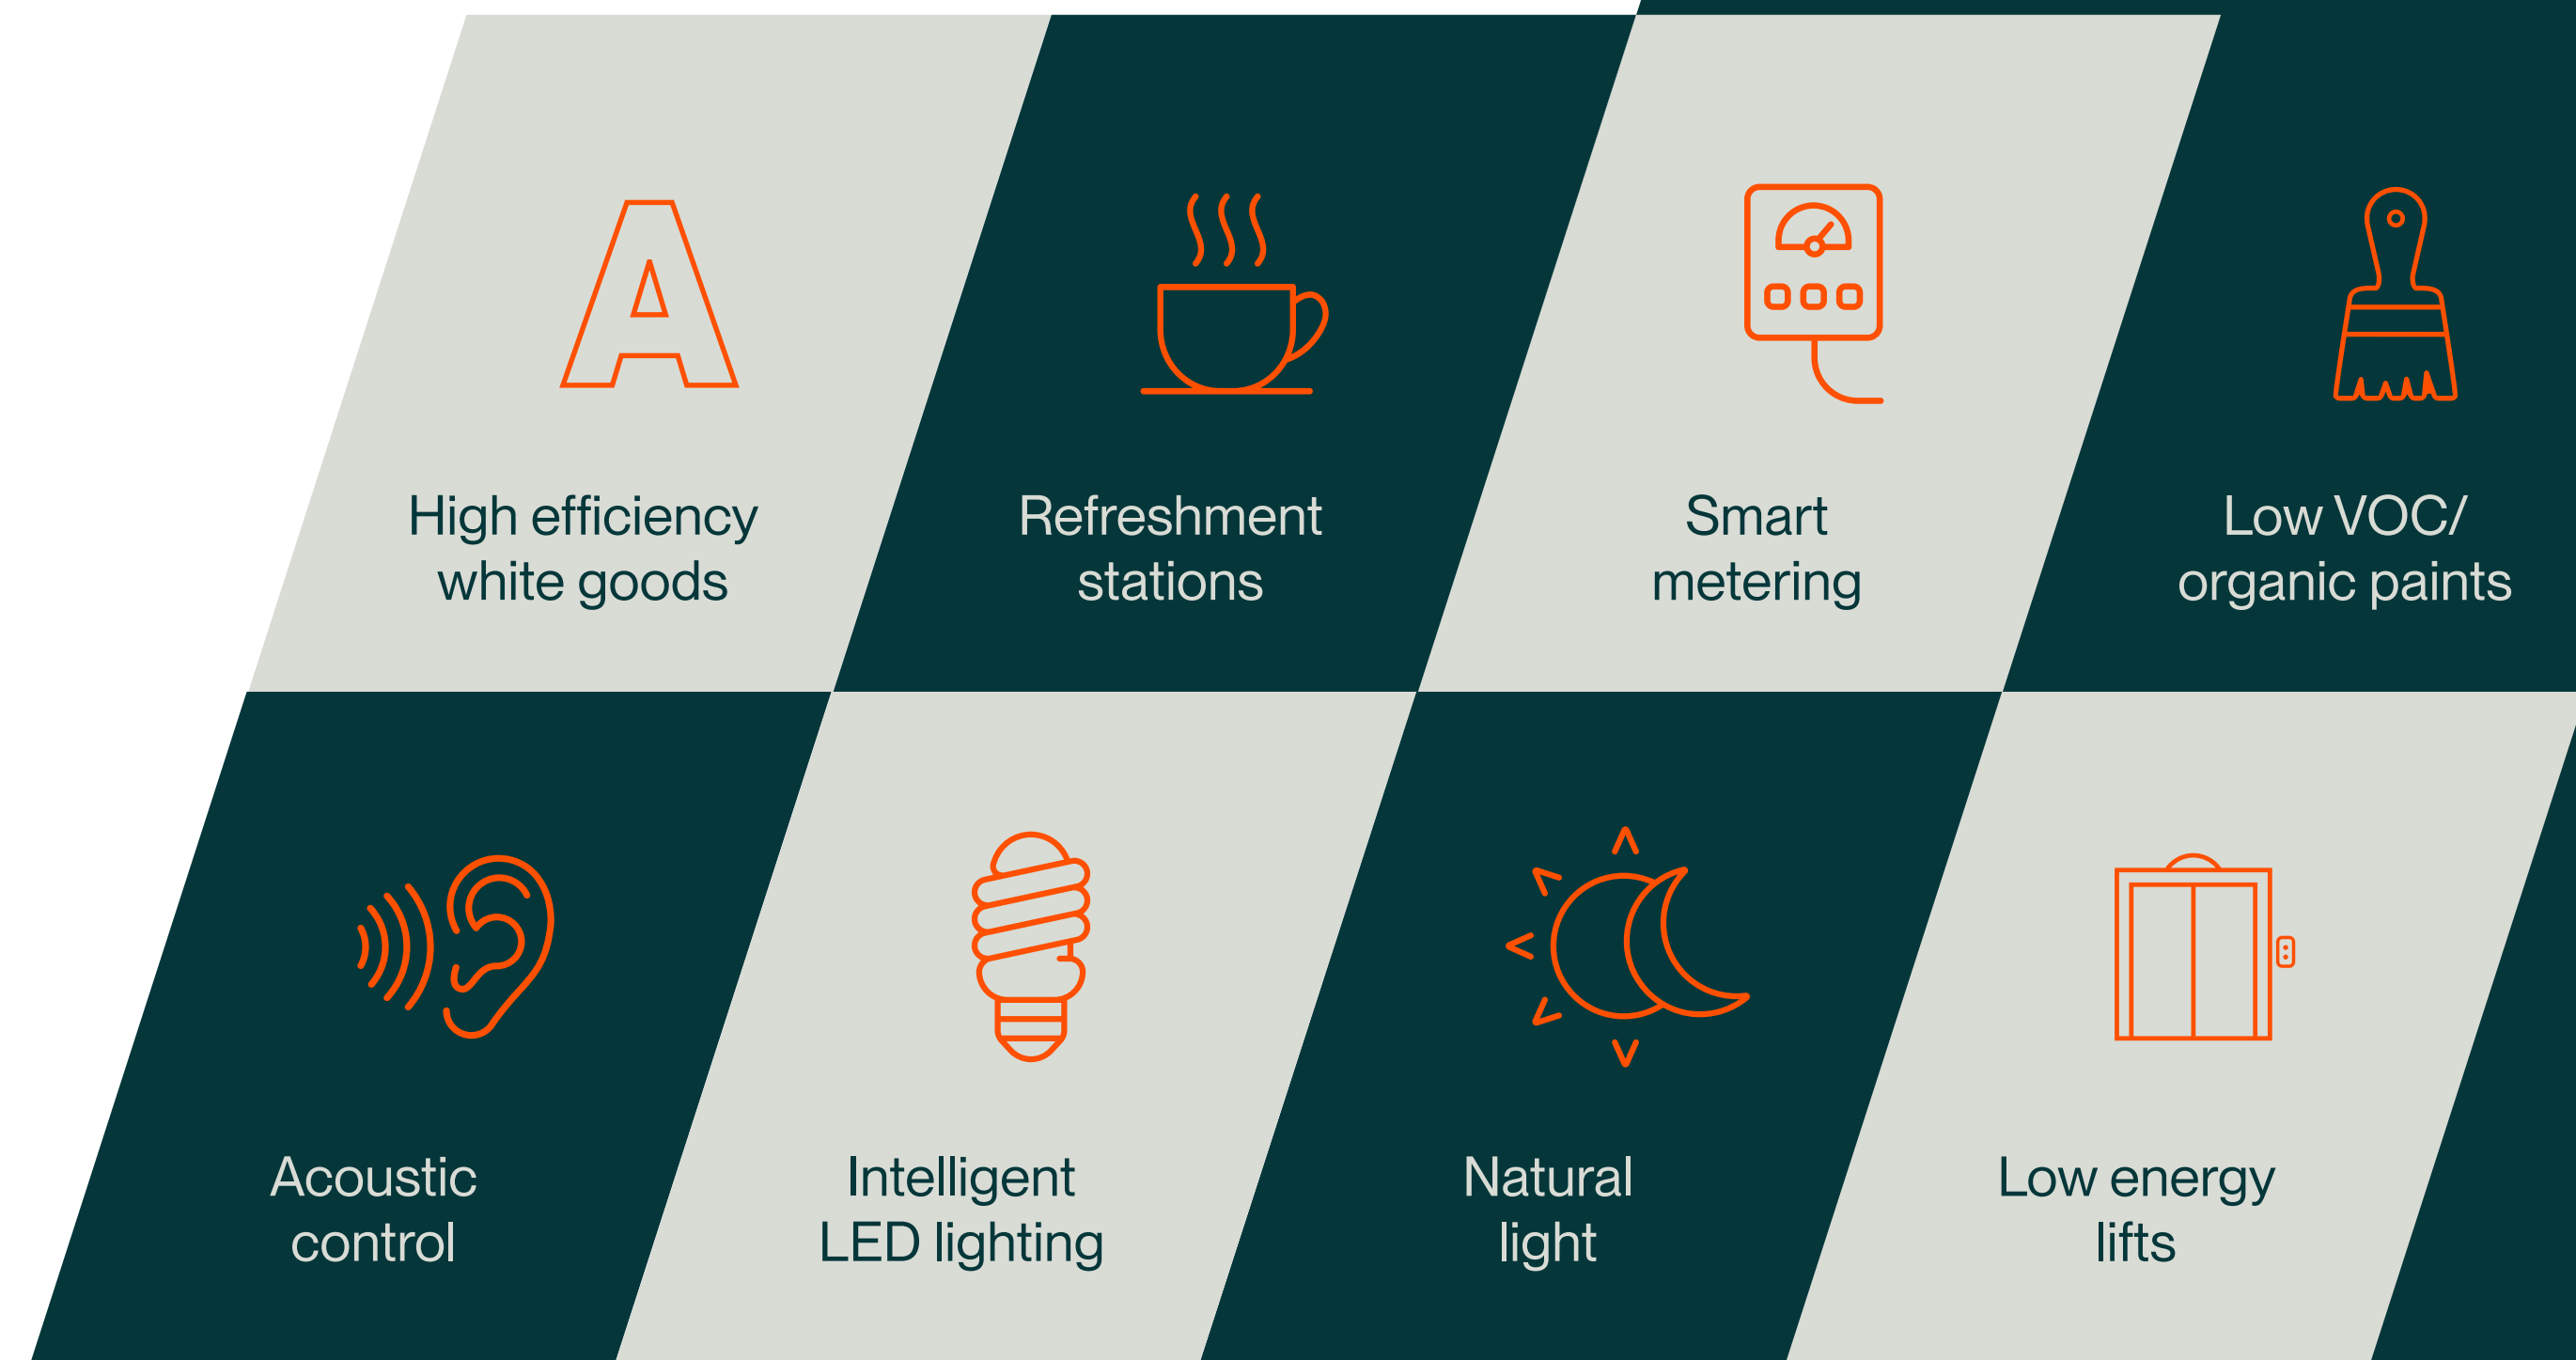 A
High efficiency
white goods
Refreshment
stations
Smart
metering
Low VOC/
organic paints
Acoustic
control
Intelligent
LED lighting
Natural
light
Low energy
lifts